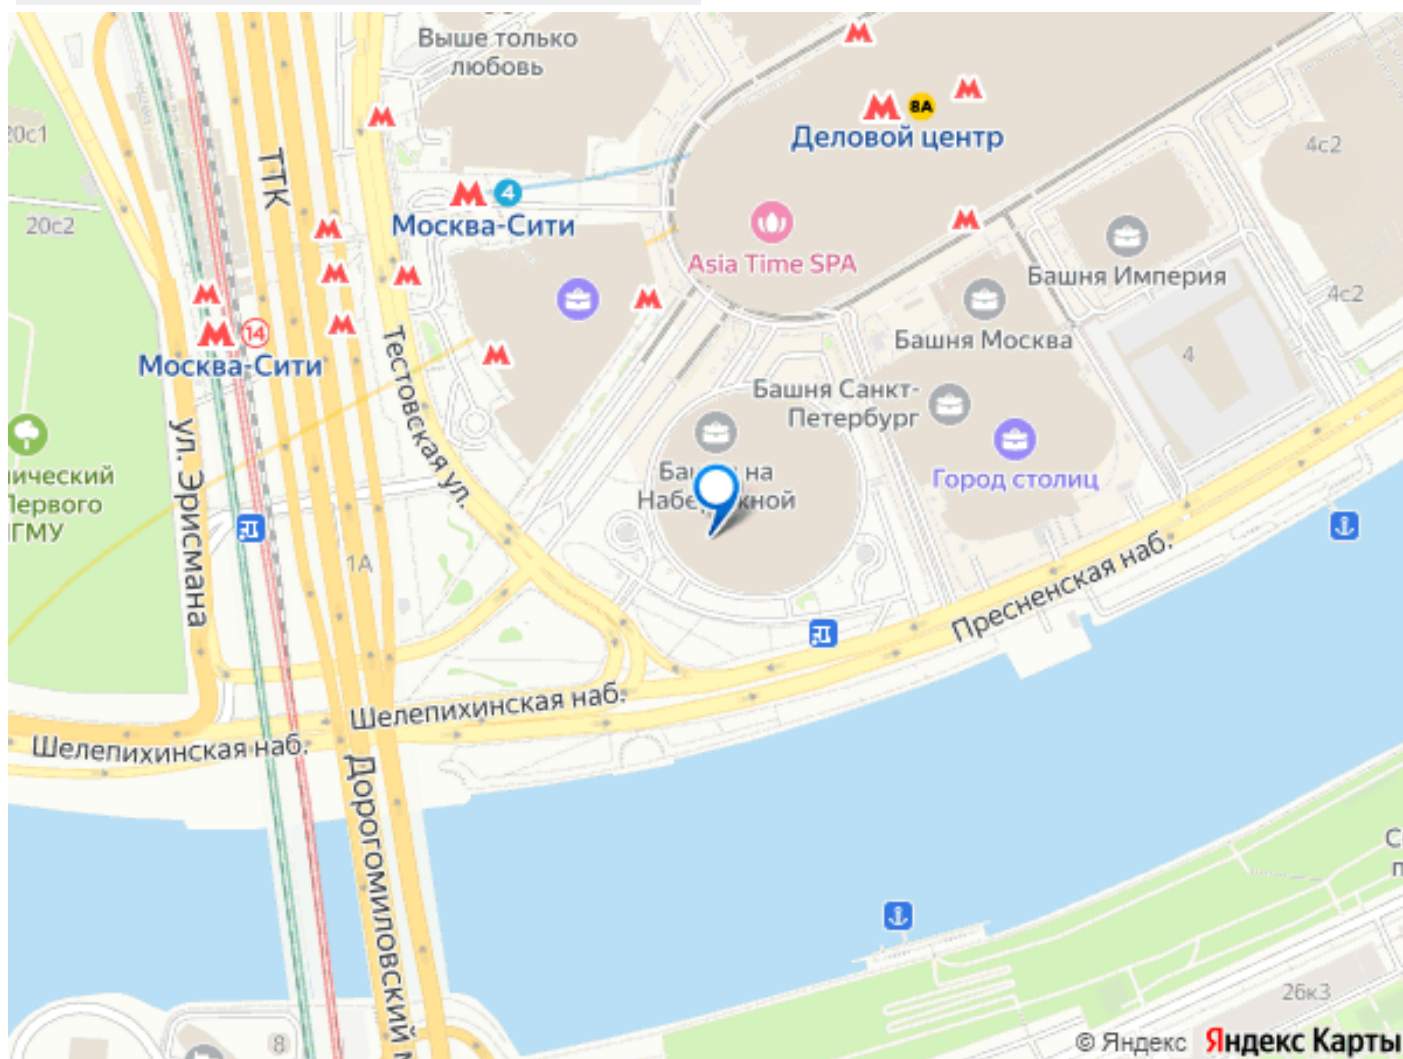 Выше только
любовь
8А
Деловой центр
20с1
4с2
ТТК
4
Москва-Сити
20с2
Asia Time SPA
Башня Империя
4с2
14
Москва-Сити
Башня Москва
4
Тестовская ул.
Башня Санкт-
Петербург
ул. Эрисмана
Город столиц
Первого
1А
Пресненская наб.
Шелепихинская наб.
Шелепихинская наб.
Дорогомиловский
26к3
8
© Яндекс Яндекс Карты